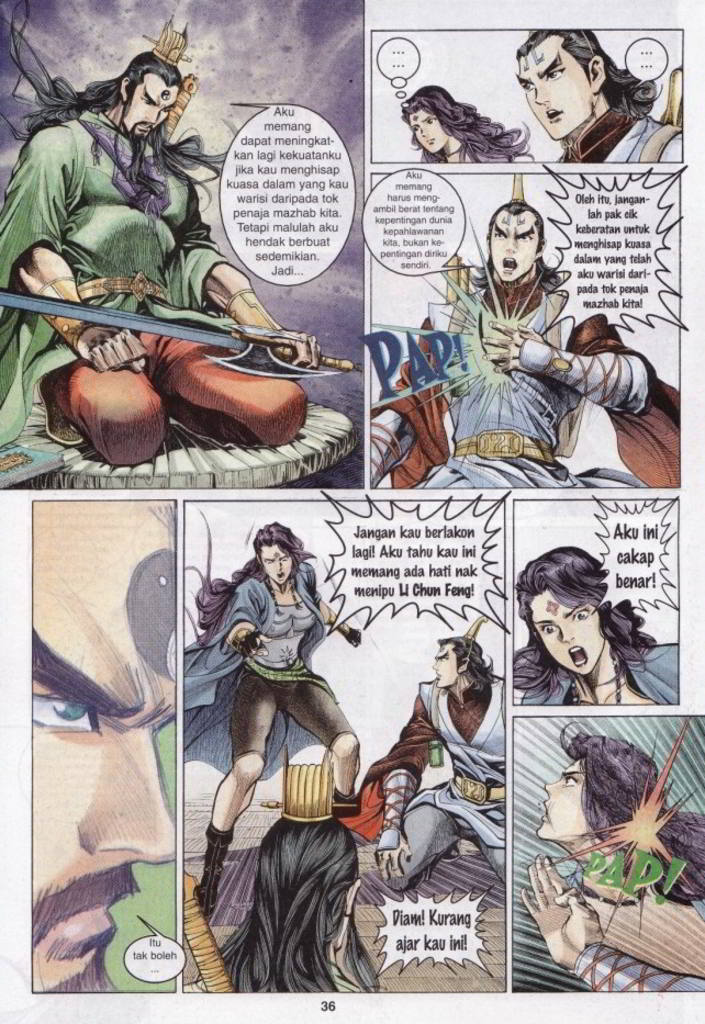 Aku
memang
dapat meningkat-
kan lagi kekuatanku
jika kau menghisap
kuasa dalam yang kau
warisi daripada tok
penaja mazhab kita.
Tetapi malulah aku
hendak berbuat
sedemikian.
Jadi...
...
...
...
...
Aku
memang
harus meng-
ambil berat tentang
kepentingan dunia
kepahlawanan
kita, bukan ke-
pentingan diriku
sendiri.
Oleh itu, jangan-
lah pak cik
keberatan untuk
menghisap kuasa
dalam yang telah
aku warisi dari-
pada tok penaja
mazhab kita!
PAP!
121
Itu
tak boleh
...
Jangan kau berlakon
lagi! Aku tahu kau ini
memang ada hati nak
menipu Li Chun Feng!
Diam! Kurang
ajar kau ini!
Aku ini
cakap
benar!
PAP!
36